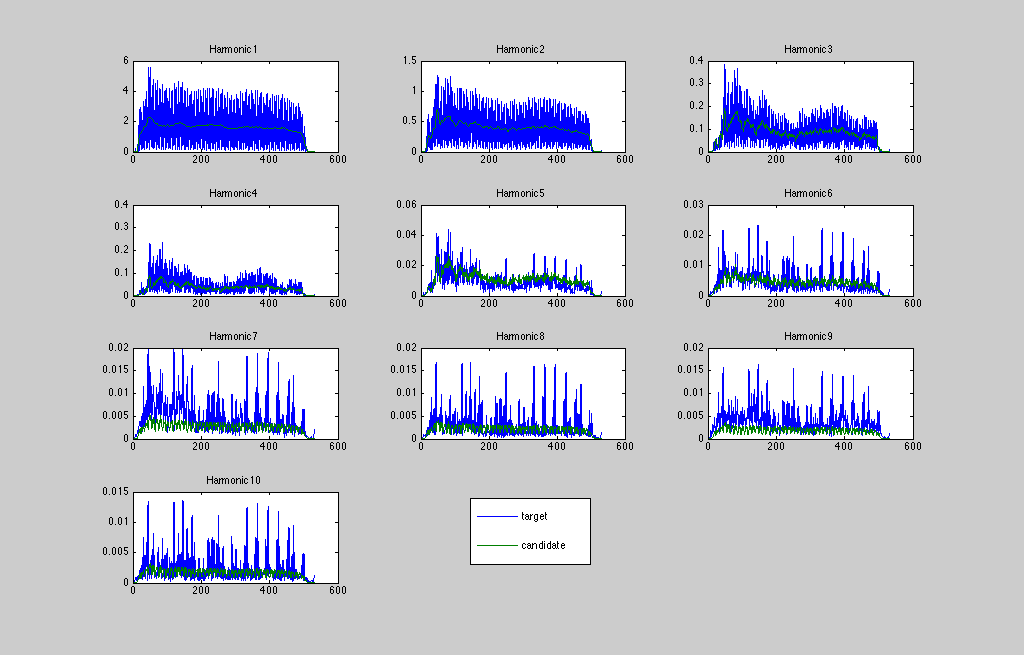 Harmonic1 Harmonic2 Harmonic3
6 1.5 0.4
4 1 0.3
0.2
2 0.5 0.1
0 0 0
0 200 400 600 0 200 400 600 0 200 400 600
Harmonic4 Harmonic5 Harmonic6
0.4 0.06 0.03
0.3 0.04 0.02
0.2
0.1 0.02 0.01
0 0 0
0 200 400 600 0 200 400 600 0 200 400 600
Harmonic7 Harmonic8 Harmonic9
0.02 0.02 0.02
0.015 0.015 0.015
0.01 0.01 0.01
0.005 0.005 0.005
0 0 0
0 200 400 600 0 200 400 600 0 200 400 600
Harmonic10
0.015
0.01
0.005
0
0 200 400 600
target
candidate